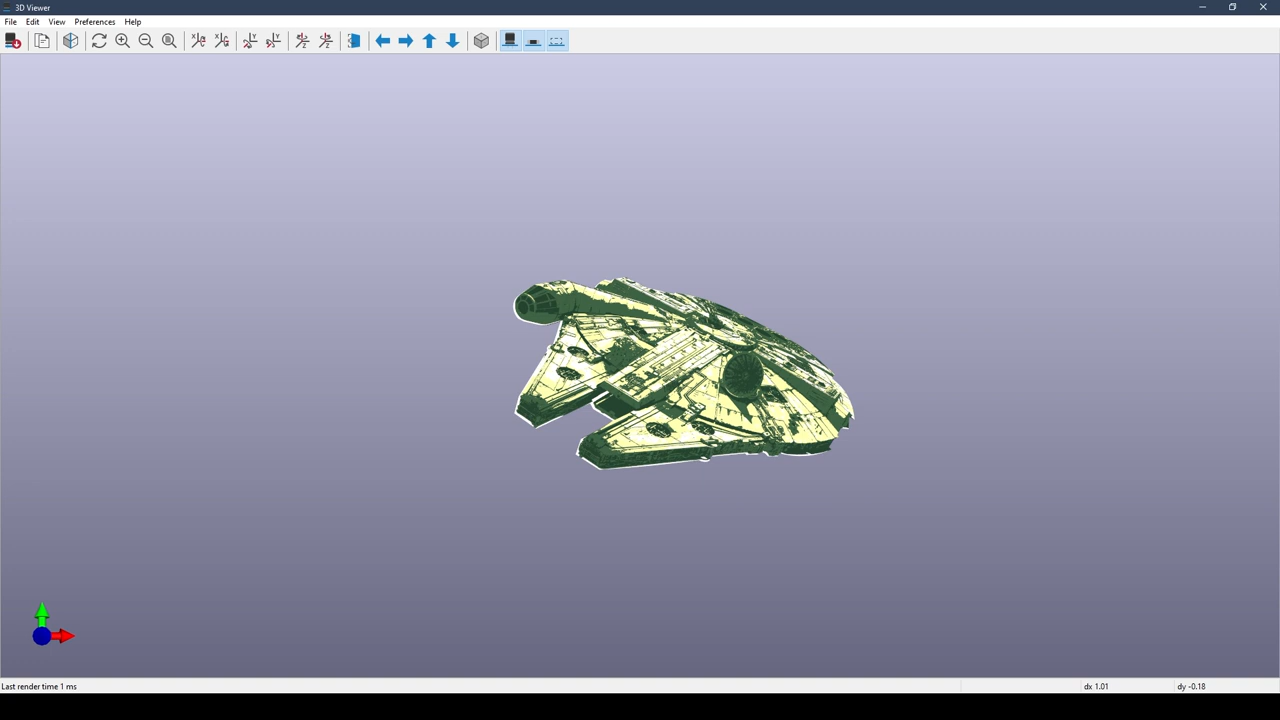 3D Viewer
File Edit View Preferences Help
Last render time 1 ms dx 1.01 dy -0.18